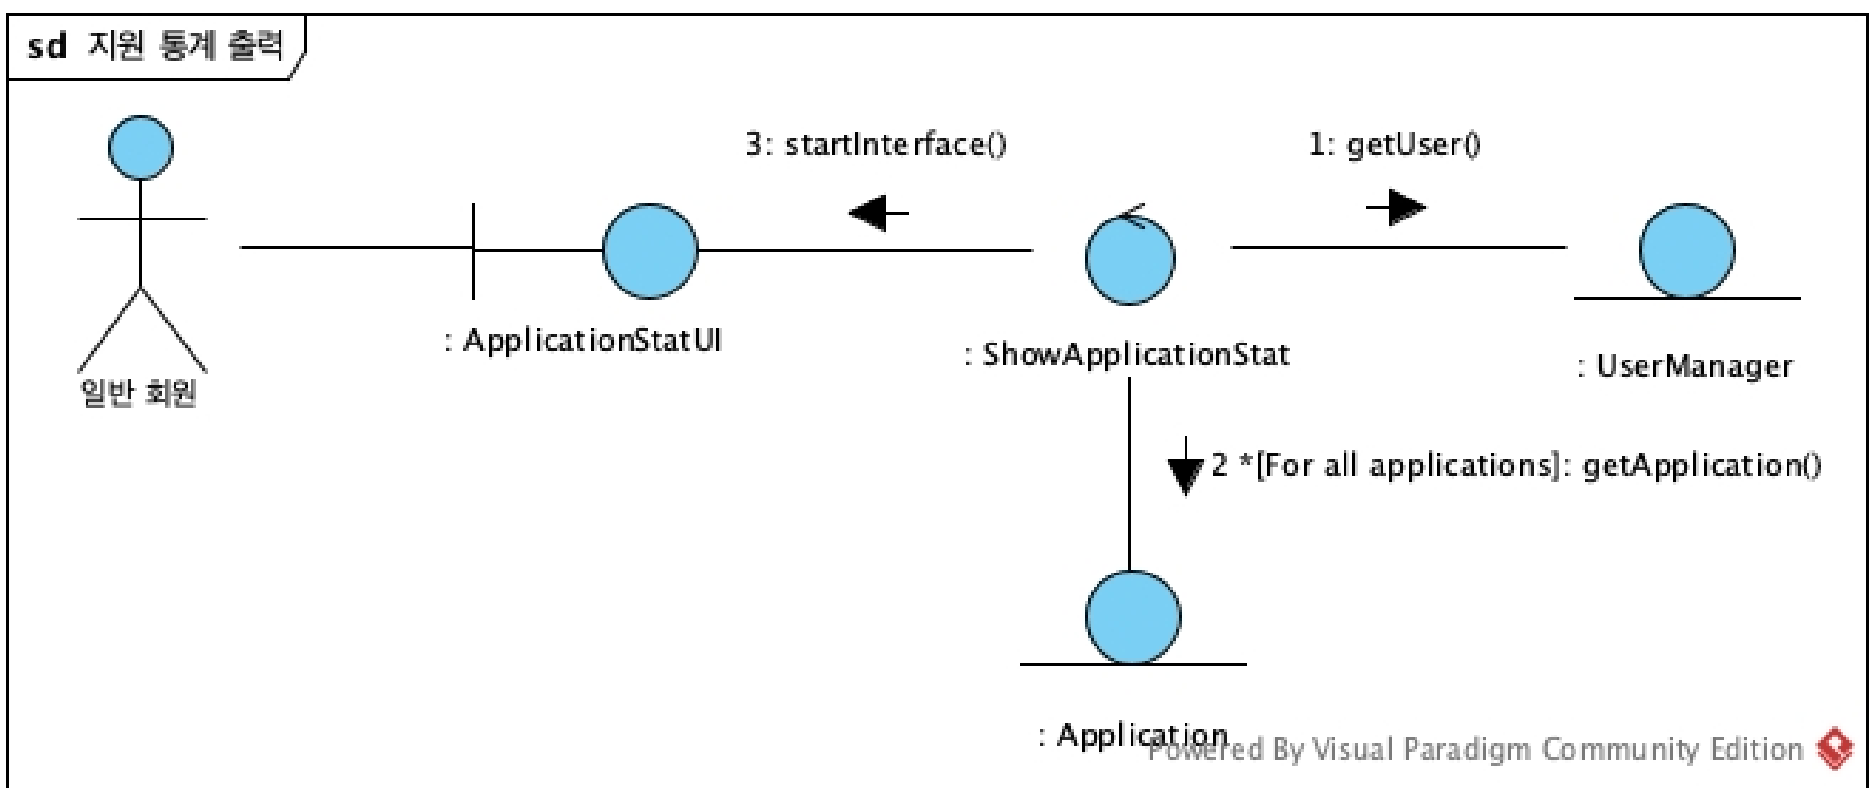 sd 지원 통계 출력
3: startInterface()
1: getUser()
: ApplicationStatUI
: ShowApplicationStat
: UserManager
일반 회원
2 *[For all applications]: getApplication()
: Application
Powered By Visual Paradigm Community Edition